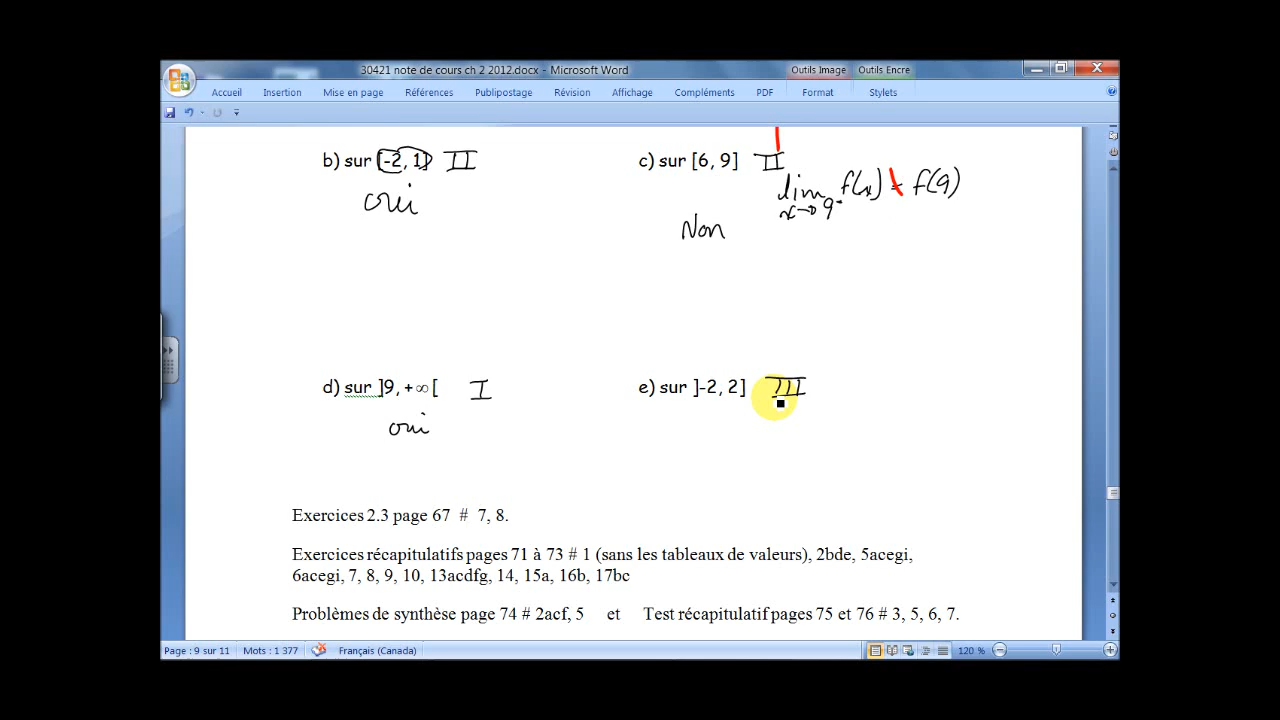 30421 note de cours ch 2 2012.docx - Microsoft Word
Outils Image Outils Encre
Accueil Insertion Mise en page Références Publipostage Révision Affichage Compléments PDF Format Stylets
b) sur [-2, 1] II c) sur [6, 9] II
oui lim f(x) ≠ f(9)
x→9⁻
Non
d) sur ]9, +∞[ I e) sur ]-2, 2] III
oui
Exercices 2.3 page 67 # 7, 8.
Exercices récapitulatifs pages 71 à 73 # 1 (sans les tableaux de valeurs), 2bde, 5acegi,
6acegi, 7, 8, 9, 10, 13acdfg, 14, 15a, 16b, 17bc
Problèmes de synthèse page 74 # 2acf, 5 et Test récapitulatif pages 75 et 76 # 3, 5, 6, 7.
Page : 9 sur 11 Mots : 1 377 Français (Canada) 120 %